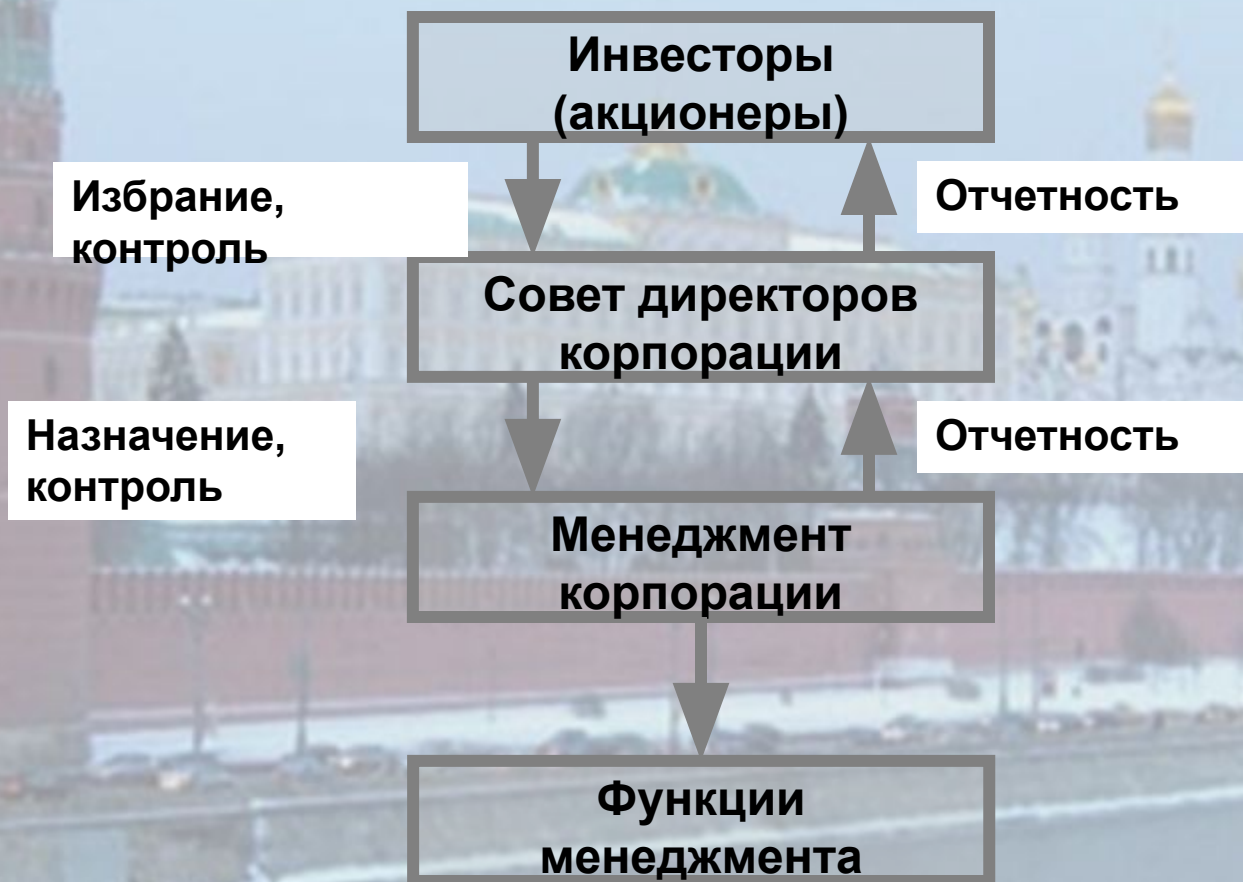 Инвесторы
(акционеры)
Избрание,
контроль
Отчетность
Совет директоров
корпорации
Назначение,
контроль
Отчетность
Менеджмент
корпорации
Функции
менеджмента